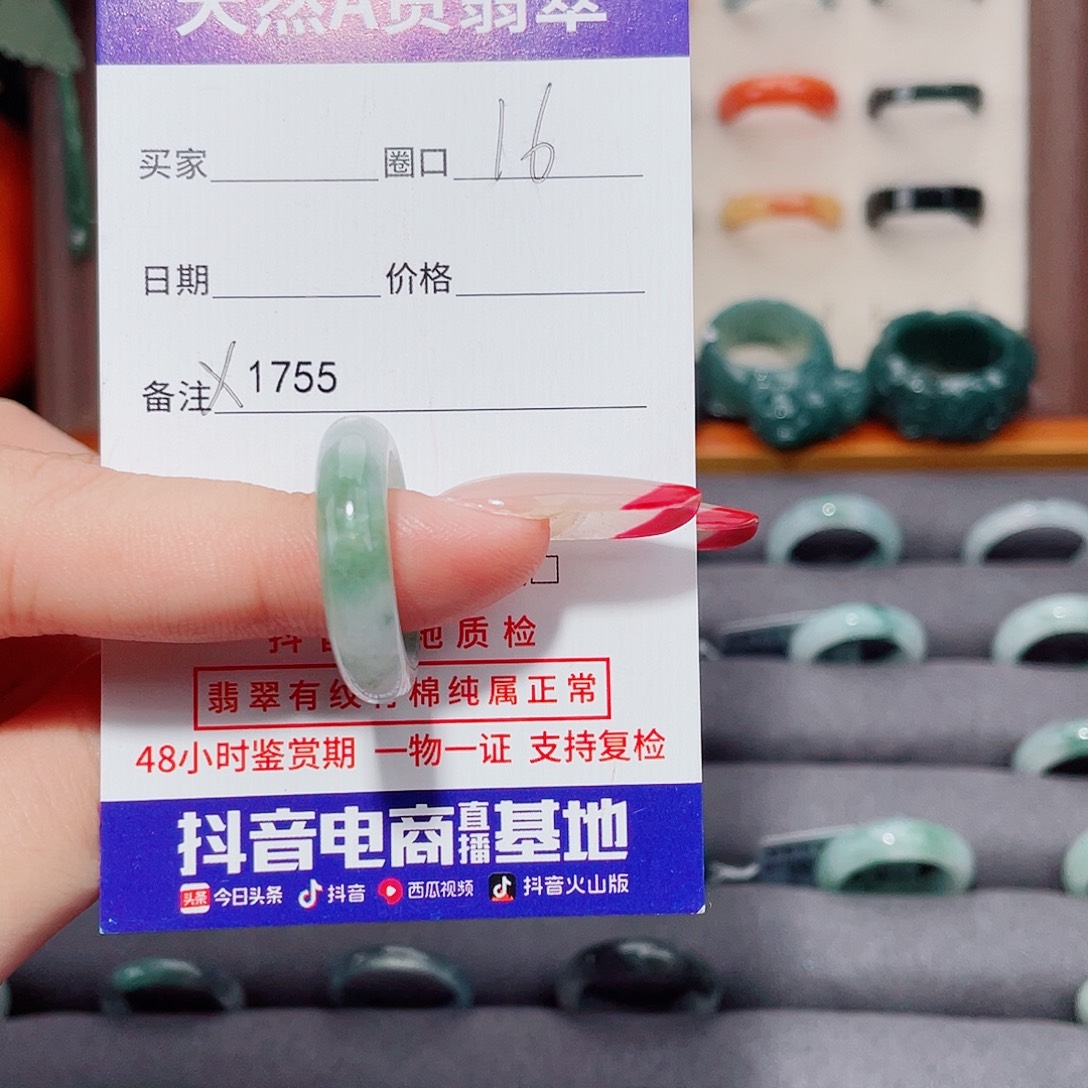 天然A货翡翠
买家 圈口 16
日期 价格
备注 X 1755
质检
翡翠有纹 棉纯属正常
48小时鉴赏期 一物一证 支持复检
抖音电商直播基地
头条 今日头条 抖音 西瓜视频 抖音火山版